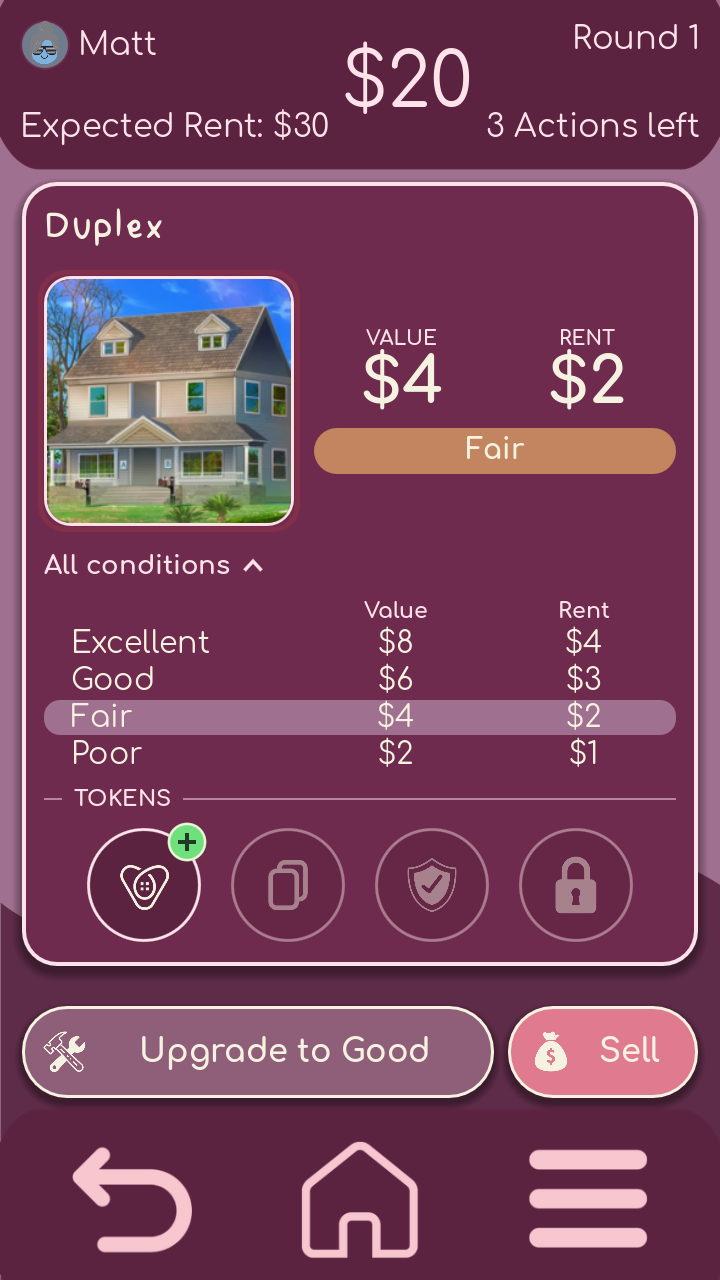 Matt
Round 1
$20
Expected Rent: $30
3 Actions left
Duplex
VALUE RENT
$4 $2
Fair
All conditions
Value Rent
Excellent $8 $4
Good $6 $3
Fair $4 $2
Poor $2 $1
TOKENS
Upgrade to Good
Sell